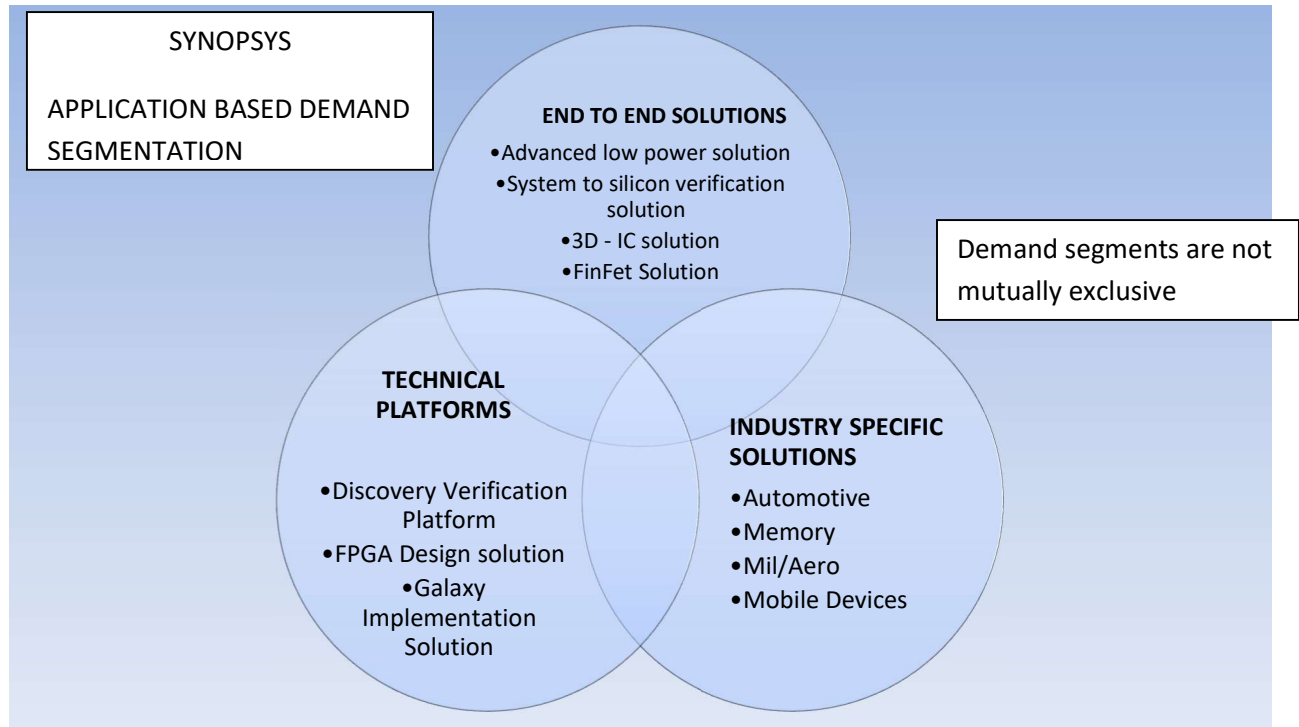 SYNOPSYS
APPLICATION BASED DEMAND
SEGMENTATION
END TO END SOLUTIONS
•Advanced low power solution
•System to silicon verification
solution
•3D - IC solution
•FinFet Solution
Demand segments are not
mutually exclusive
TECHNICAL
PLATFORMS
•Discovery Verification
Platform
•FPGA Design solution
•Galaxy
Implementation
Solution
INDUSTRY SPECIFIC
SOLUTIONS
•Automotive
•Memory
•Mil/Aero
•Mobile Devices